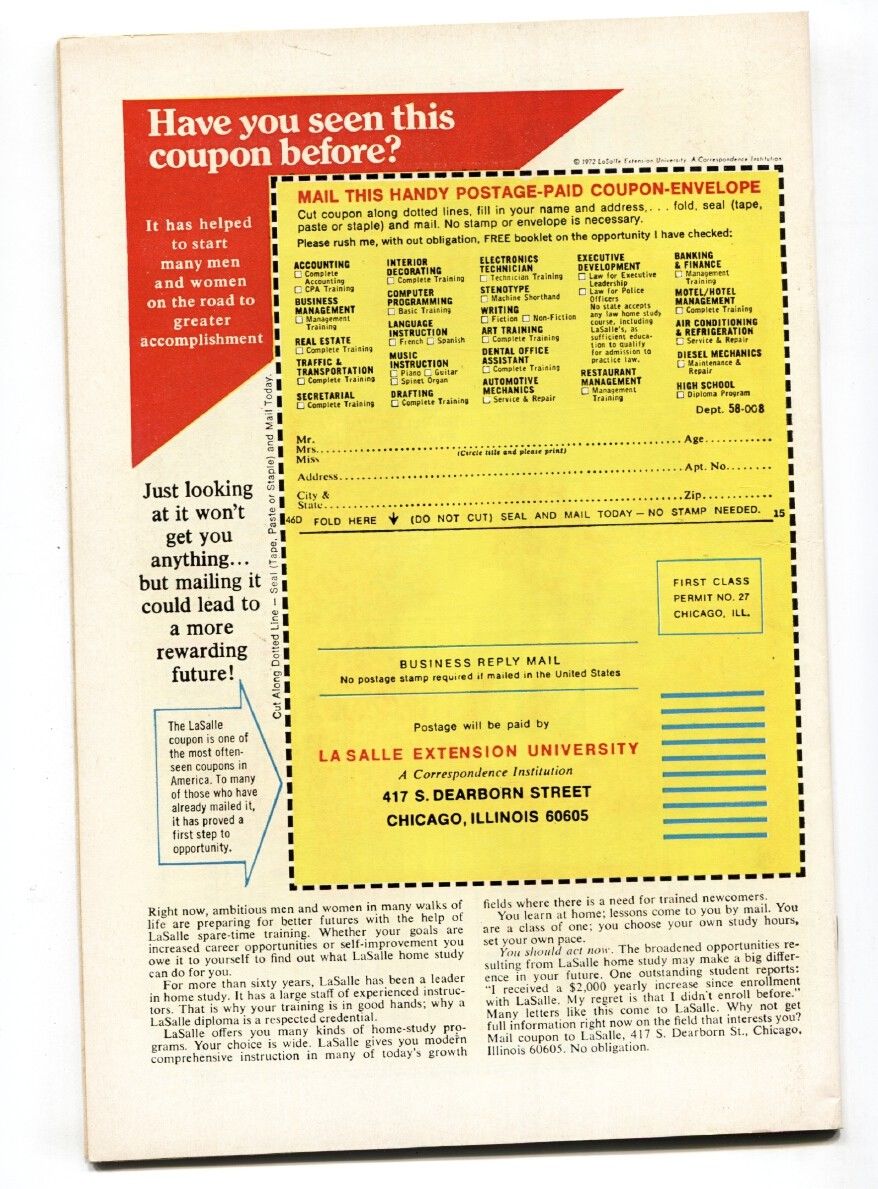 Have you seen this
coupon before?
© 1972 LaSalle Extension University. A Correspondence Institution
It has helped
to start
many men
and women
on the road to
greater
accomplishment
MAIL THIS HANDY POSTAGE-PAID COUPON-ENVELOPE
Cut coupon along dotted lines, fill in your name and address,... fold, seal (tape,
paste or staple) and mail. No stamp or envelope is necessary.
Please rush me, with out obligation, FREE booklet on the opportunity I have checked:
ACCOUNTING
☐ Complete
Accounting
☐ CPA Training
BUSINESS
MANAGEMENT
☐ Management
Training
REAL ESTATE
☐ Complete Training
TRAFFIC &
TRANSPORTATION
☐ Complete Training
SECRETARIAL
☐ Complete Training
INTERIOR
DECORATING
☐ Complete Training
COMPUTER
PROGRAMMING
☐ Basic Training
LANGUAGE
INSTRUCTION
☐ French ☐ Spanish
MUSIC
INSTRUCTION
☐ Piano ☐ Guitar
☐ Spinet Organ
DRAFTING
☐ Complete Training
ELECTRONICS
TECHNICIAN
☐ Technician Training
STENOTYPE
☐ Machine Shorthand
WRITING
☐ Fiction ☐ Non-Fiction
ART TRAINING
☐ Complete Training
DENTAL OFFICE
ASSISTANT
☐ Complete Training
AUTOMOTIVE
MECHANICS
☐ Service & Repair
EXECUTIVE
DEVELOPMENT
☐ Law for Executive
Leadership
☐ Law for Police
Officers
No state accepts
any law home study
course, including
LaSalle's, as
sufficient educa-
tion to qualify
for admission to
practice law.
RESTAURANT
MANAGEMENT
☐ Management
Training
BANKING
& FINANCE
☐ Management
Training
MOTEL/HOTEL
MANAGEMENT
☐ Complete Training
AIR CONDITIONING
& REFRIGERATION
☐ Service & Repair
DIESEL MECHANICS
☐ Maintenance &
Repair
HIGH SCHOOL
☐ Diploma Program
Dept. 58-008
Mr.
Mrs. Age
Miss (Circle title and please print)
Address Apt. No.
City &
State Zip
46D FOLD HERE ↓ (DO NOT CUT) SEAL AND MAIL TODAY — NO STAMP NEEDED. 15
Cut Along Dotted Line — Seal (Tape, Paste or Staple) and Mail Today.
Just looking
at it won't
get you
anything...
but mailing it
could lead to
a more
rewarding
future!
The LaSalle
coupon is one of
the most often-
seen coupons in
America. To many
of those who have
already mailed it,
it has proved a
first step to
opportunity.
FIRST CLASS
PERMIT NO. 27
CHICAGO, ILL.
BUSINESS REPLY MAIL
No postage stamp required if mailed in the United States
Postage will be paid by
LA SALLE EXTENSION UNIVERSITY
A Correspondence Institution
417 S. DEARBORN STREET
CHICAGO, ILLINOIS 60605
Right now, ambitious men and women in many walks of
life are preparing for better futures with the help of
LaSalle spare-time training. Whether your goals are
increased career opportunities or self-improvement you
owe it to yourself to find out what LaSalle home study
can do for you.
For more than sixty years, LaSalle has been a leader
in home study. It has a large staff of experienced instruc-
tors. That is why your training is in good hands; why a
LaSalle diploma is a respected credential.
LaSalle offers you many kinds of home-study pro-
grams. Your choice is wide. LaSalle gives you modern
comprehensive instruction in many of today's growth
fields where there is a need for trained newcomers.
You learn at home; lessons come to you by mail. You
are a class of one; you choose your own study hours,
set your own pace.
You should act now. The broadened opportunities re-
sulting from LaSalle home study may make a big differ-
ence in your future. One outstanding student reports:
"I received a $2,000 yearly increase since enrollment
with LaSalle. My regret is that I didn't enroll before."
Many letters like this come to LaSalle. Why not get
full information right now on the field that interests you?
Mail coupon to LaSalle, 417 S. Dearborn St., Chicago,
Illinois 60605. No obligation.